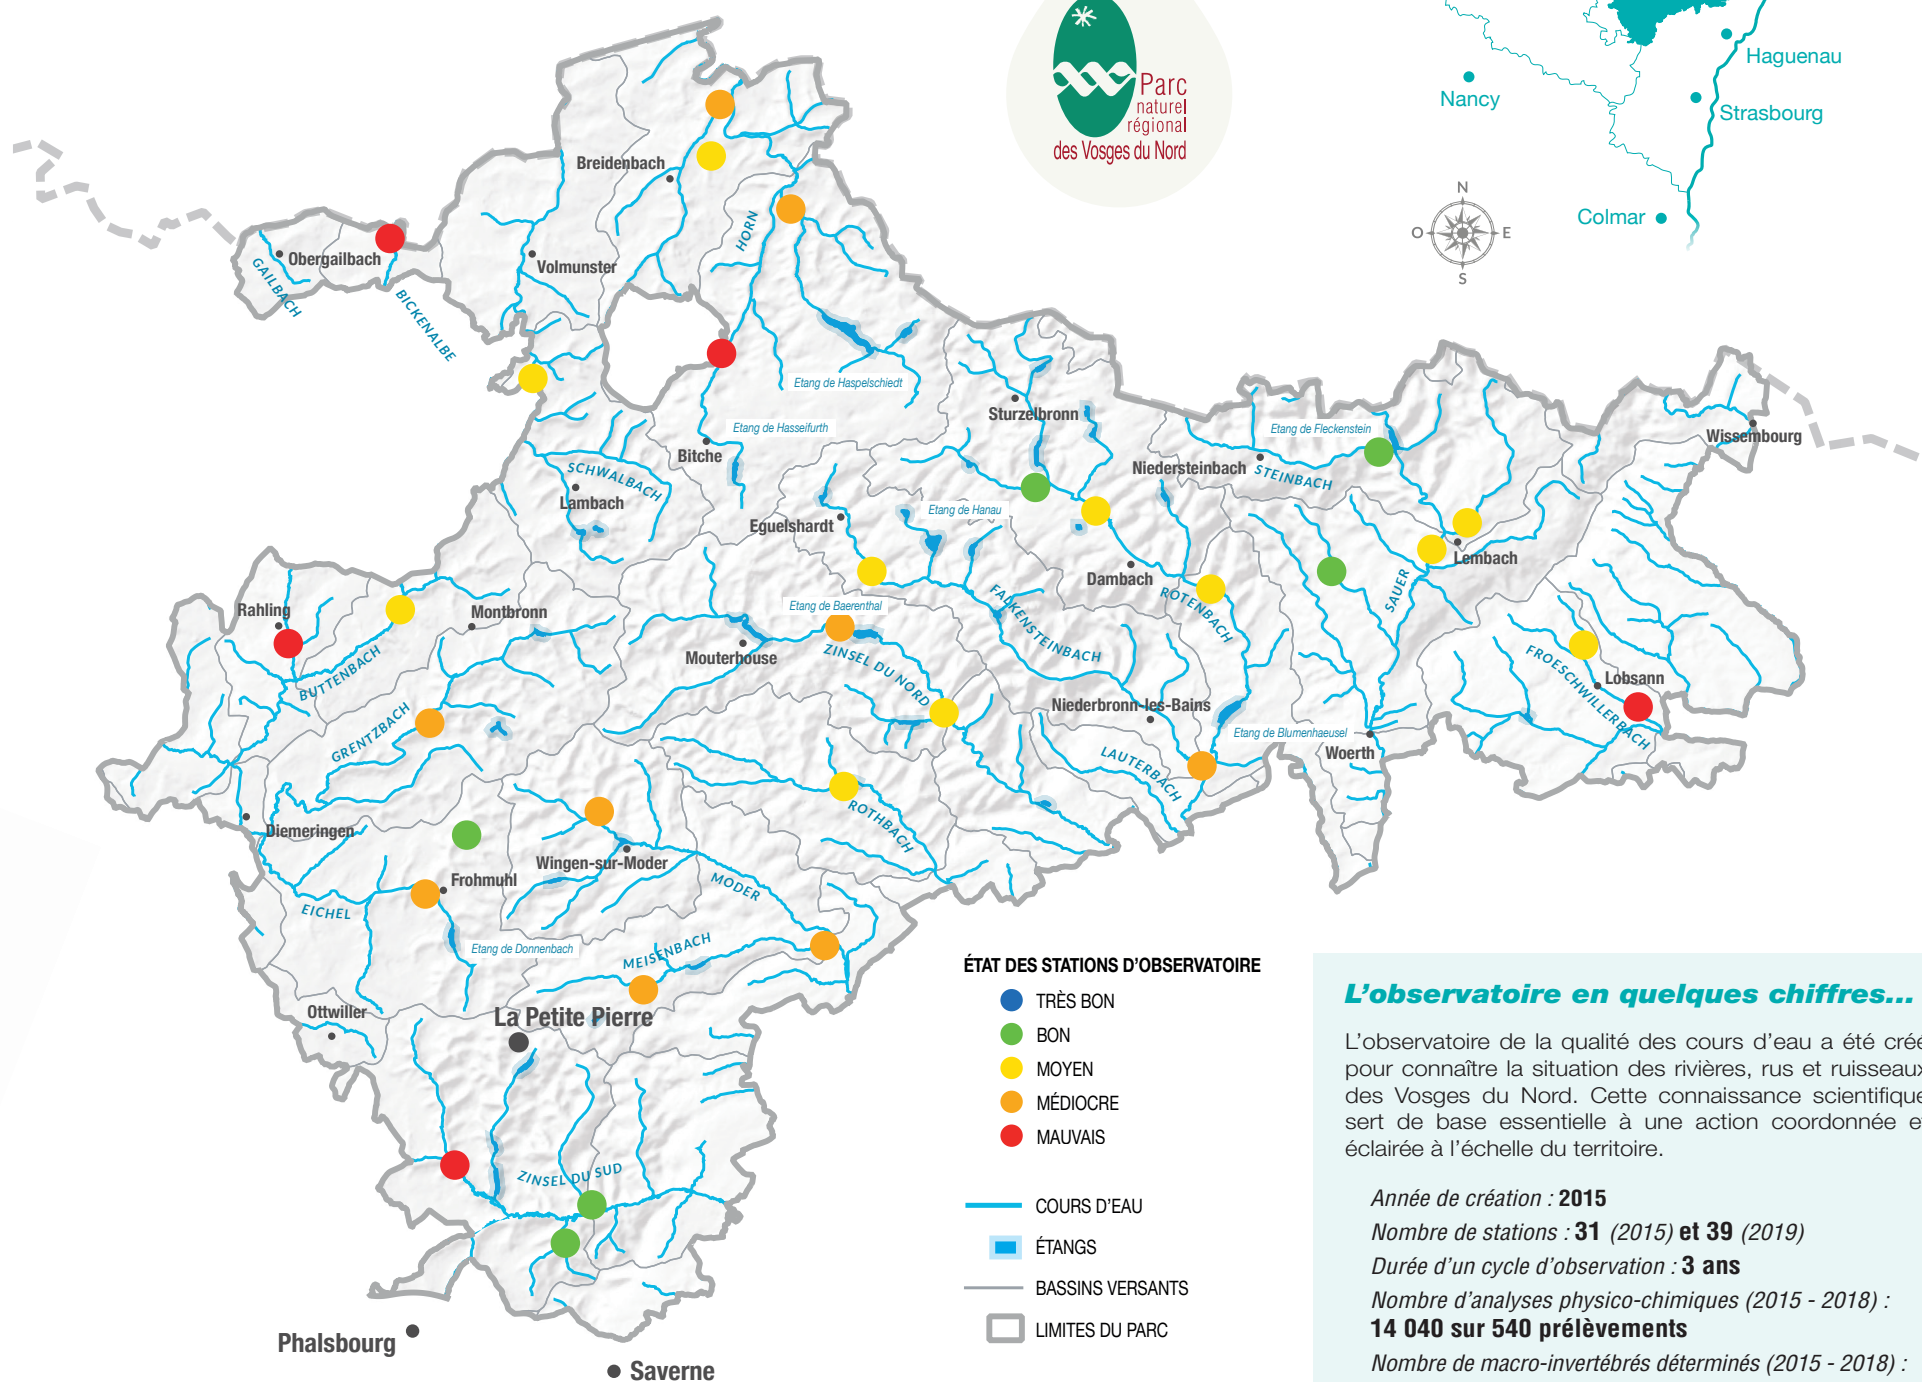 Parc
naturel
régional
des Vosges du Nord
Haguenau
Nancy
Strasbourg
Colmar
N
O
E
S
Breidenbach
HORN
Obergailbach
GAILBACH
BICKENALBE
Volmunster
Etang de Haspelschiedt
Sturzelbronn
Etang de Hasseifurth
Bitche
Etang de Fleckenstein
Wissembourg
Niedersteinbach
STEINBACH
SCHWALBACH
Lambach
Etang de Hanau
Eguelshardt
Lembach
Dambach
ROTENBACH
SAUER
FALKENSTEINBACH
Rahling
Montbronn
Etang de Baerenthal
Mouterhouse
ZINSEL DU NORD
BUTTENBACH
FROESCHWILLERBACH
Lobsann
Niederbronn-les-Bains
GRENTZBACH
Etang de Blumenhaeusel
Woerth
LAUTERBACH
ROTHBACH
Diemeringen
Wingen-sur-Moder
Frohmuhl
MODER
EICHEL
Etang de Donnenbach
MEISENBACH
Ottwiller
La Petite Pierre
ZINSEL DU SUD
Phalsbourg
Saverne
ÉTAT DES STATIONS D'OBSERVATOIRE
TRÈS BON
BON
MOYEN
MÉDIOCRE
MAUVAIS
COURS D'EAU
ÉTANGS
BASSINS VERSANTS
LIMITES DU PARC
L'observatoire en quelques chiffres...
L'observatoire de la qualité des cours d'eau a été créé
pour connaître la situation des rivières, rus et ruisseaux
des Vosges du Nord. Cette connaissance scientifique
sert de base essentielle à une action coordonnée et
éclairée à l'échelle du territoire.
Année de création : 2015
Nombre de stations : 31 (2015) et 39 (2019)
Durée d'un cycle d'observation : 3 ans
Nombre d'analyses physico-chimiques (2015 - 2018) :
14 040 sur 540 prélèvements
Nombre de macro-invertébrés déterminés (2015 - 2018) :